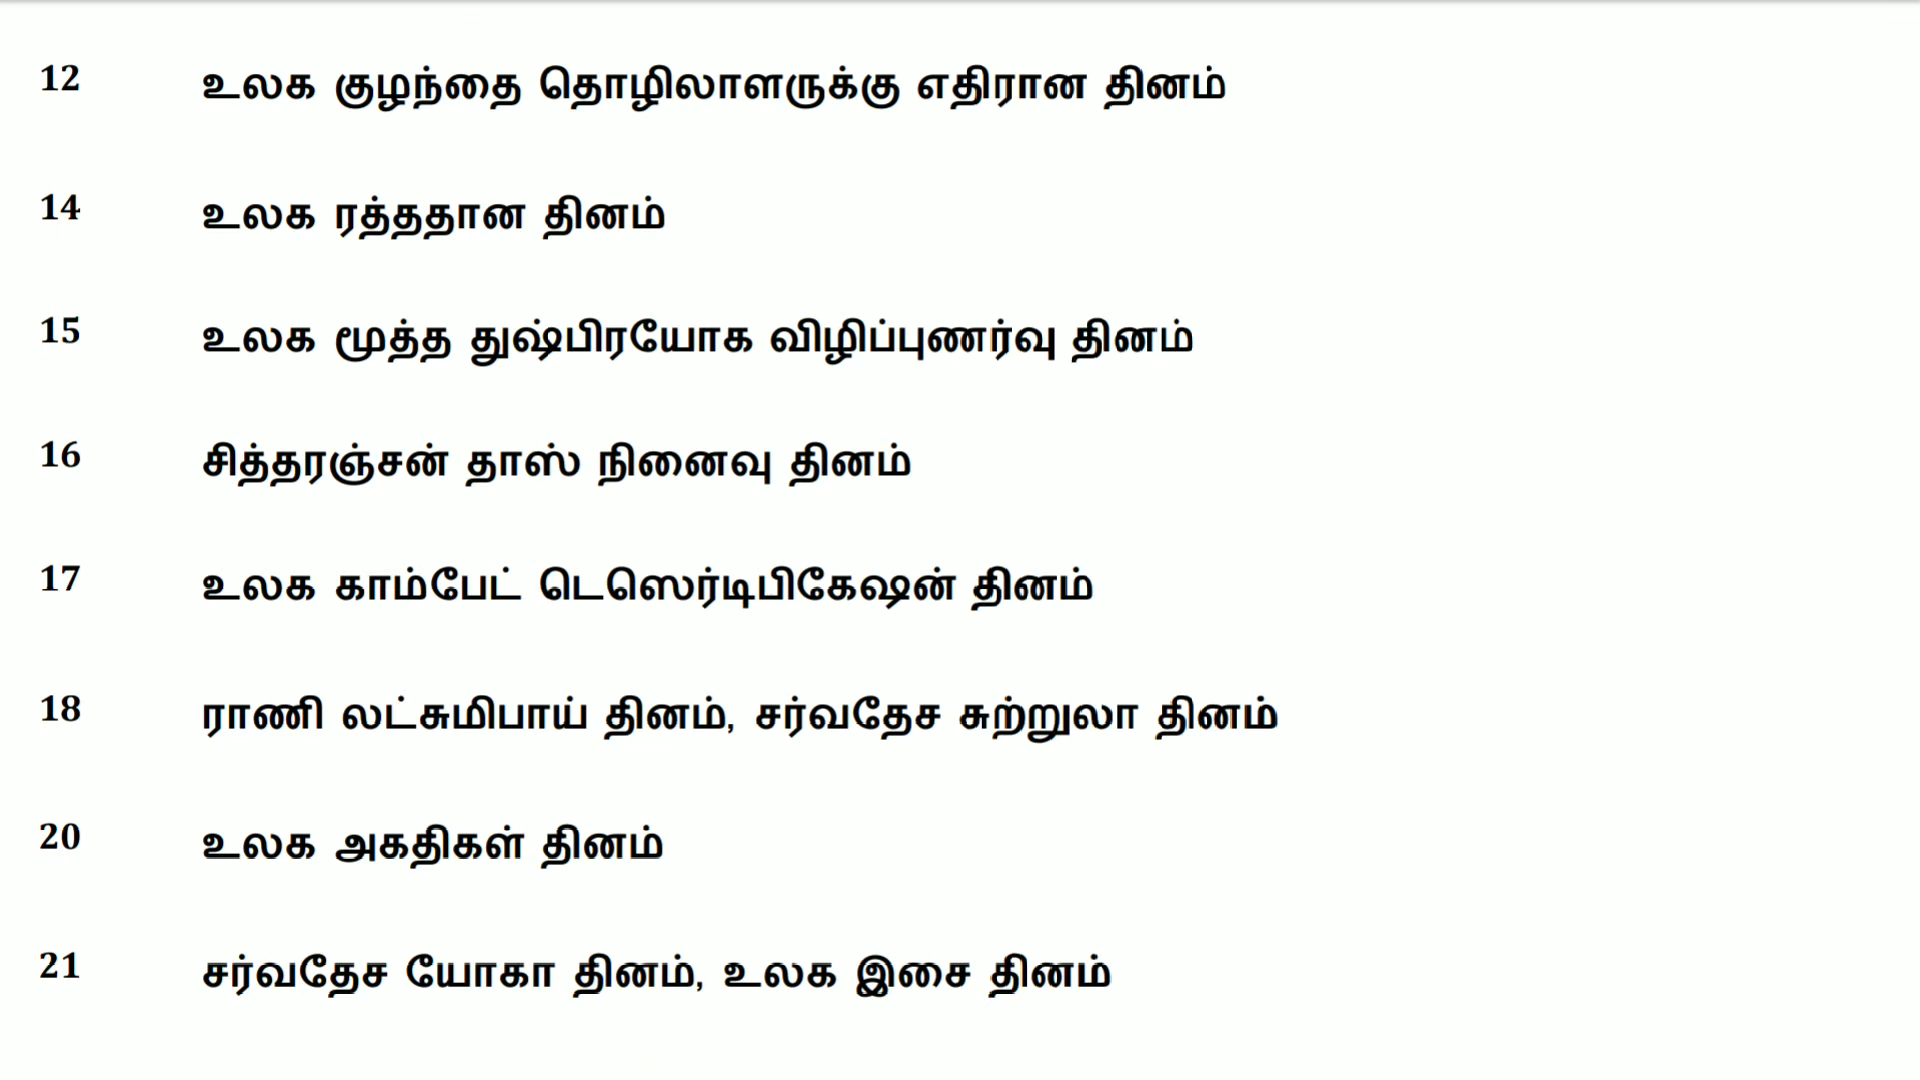 12 உலக குழந்தை தொழிலாளருக்கு எதிரான தினம்
14 உலக ரத்ததான தினம்
15 உலக மூத்த துஷ்பிரயோக விழிப்புணர்வு தினம்
16 சித்தரஞ்சன் தாஸ் நினைவு தினம்
17 உலக காம்பேட் டெஸெர்டிபிகேஷன் தினம்
18 ராணி லட்சுமிபாய் தினம், சர்வதேச சுற்றுலா தினம்
20 உலக அகதிகள் தினம்
21 சர்வதேச யோகா தினம், உலக இசை தினம்